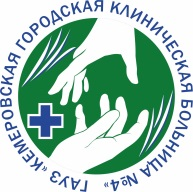 ГАУЗ «КЕМЕРОВСКАЯ ГОРОДСКАЯ КЛИНИЧЕСКАЯ БОЛЬНИЦА №4»